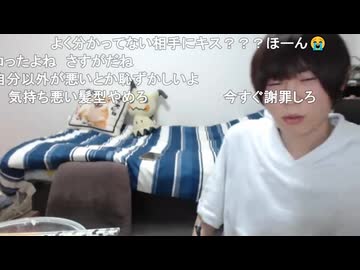 よく分かってない相手にキス？？？ほーん😭
ったよね　さすがだね
自分以外が悪いとか恥ずかしいよ
気持ち悪い髪型やめろ
今すぐ謝罪しろ